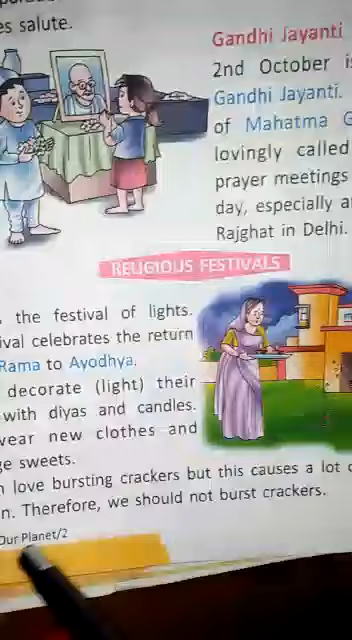 es salute.
Gandhi Jayanti
2nd October
Gandhi Jayanti.
of Mahatma G
lovingly called
prayer meetings
day, especially
Rajghat in Delhi.
RELIGIOUS FESTIVALS
, the festival of lights.
ival celebrates the return
Rama to Ayodhya.
decorate (light) their
with diyas and candles.
wear new clothes and
ge sweets.
love bursting crackers but this causes a lot
n. Therefore, we should not burst crackers.
Our Planet/2